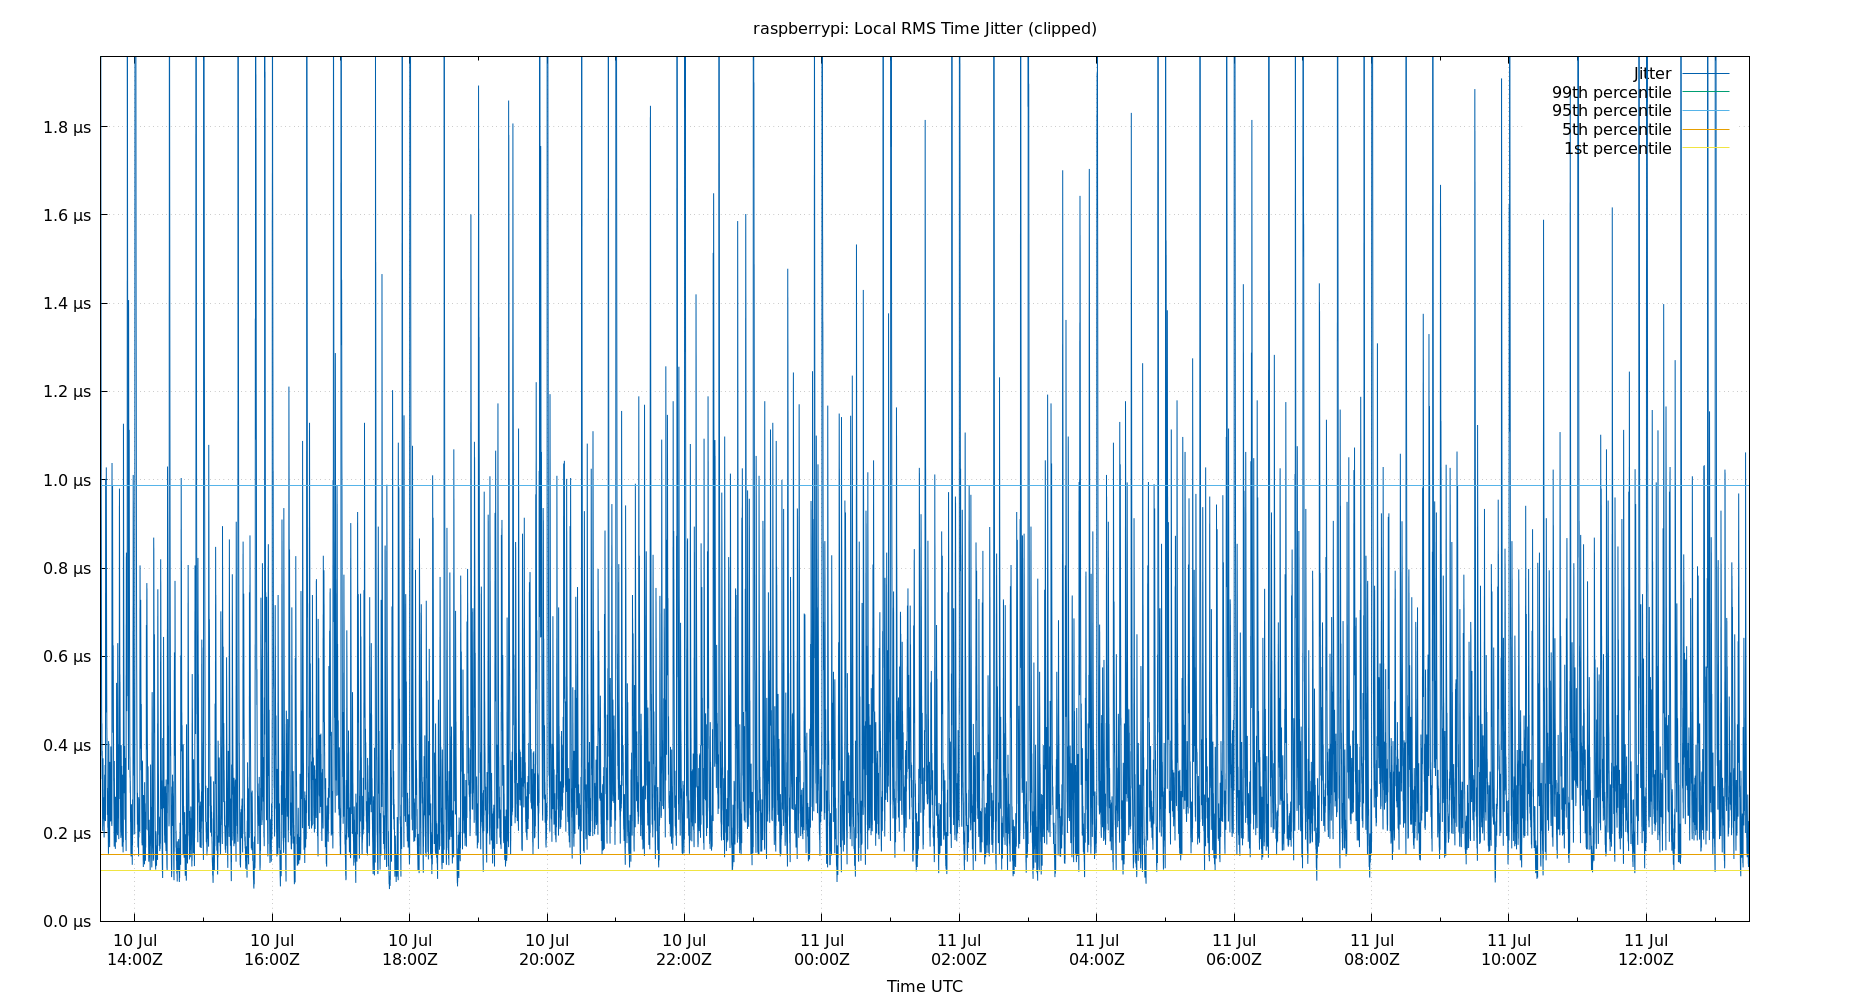 raspberrypi: Local RMS Time Jitter (clipped)
Jitter
99th percentile
95th percentile
5th percentile
1st percentile
1.8 µs
1.6 µs
1.4 µs
1.2 µs
1.0 µs
0.8 µs
0.6 µs
0.4 µs
0.2 µs
0.0 µs
10 Jul 10 Jul 10 Jul 10 Jul 10 Jul 11 Jul 11 Jul 11 Jul 11 Jul 11 Jul 11 Jul 11 Jul
14:00Z 16:00Z 18:00Z 20:00Z 22:00Z 00:00Z 02:00Z 04:00Z 06:00Z 08:00Z 10:00Z 12:00Z
Time UTC